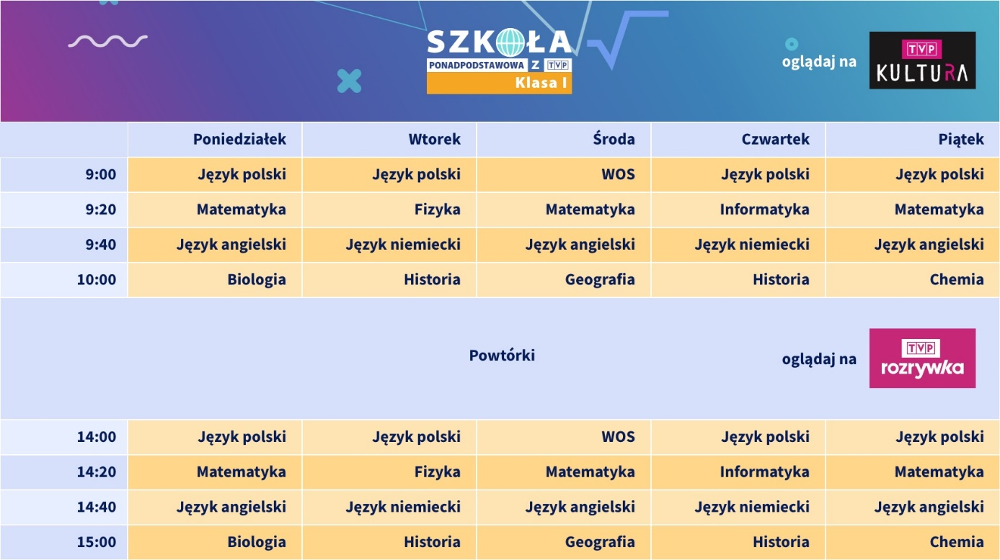 SZKOŁA
PONADPODSTAWOWA Z TVP
Klasa I
oglądaj na
TVP
KULTURA
Poniedziałek Wtorek Środa Czwartek Piątek
9:00 Język polski Język polski WOS Język polski Język polski
9:20 Matematyka Fizyka Matematyka Informatyka Matematyka
9:40 Język angielski Język niemiecki Język angielski Język niemiecki Język angielski
10:00 Biologia Historia Geografia Historia Chemia
Powtórki
oglądaj na
TVP
rozrywka
14:00 Język polski Język polski WOS Język polski Język polski
14:20 Matematyka Fizyka Matematyka Informatyka Matematyka
14:40 Język angielski Język niemiecki Język angielski Język niemiecki Język angielski
15:00 Biologia Historia Geografia Historia Chemia